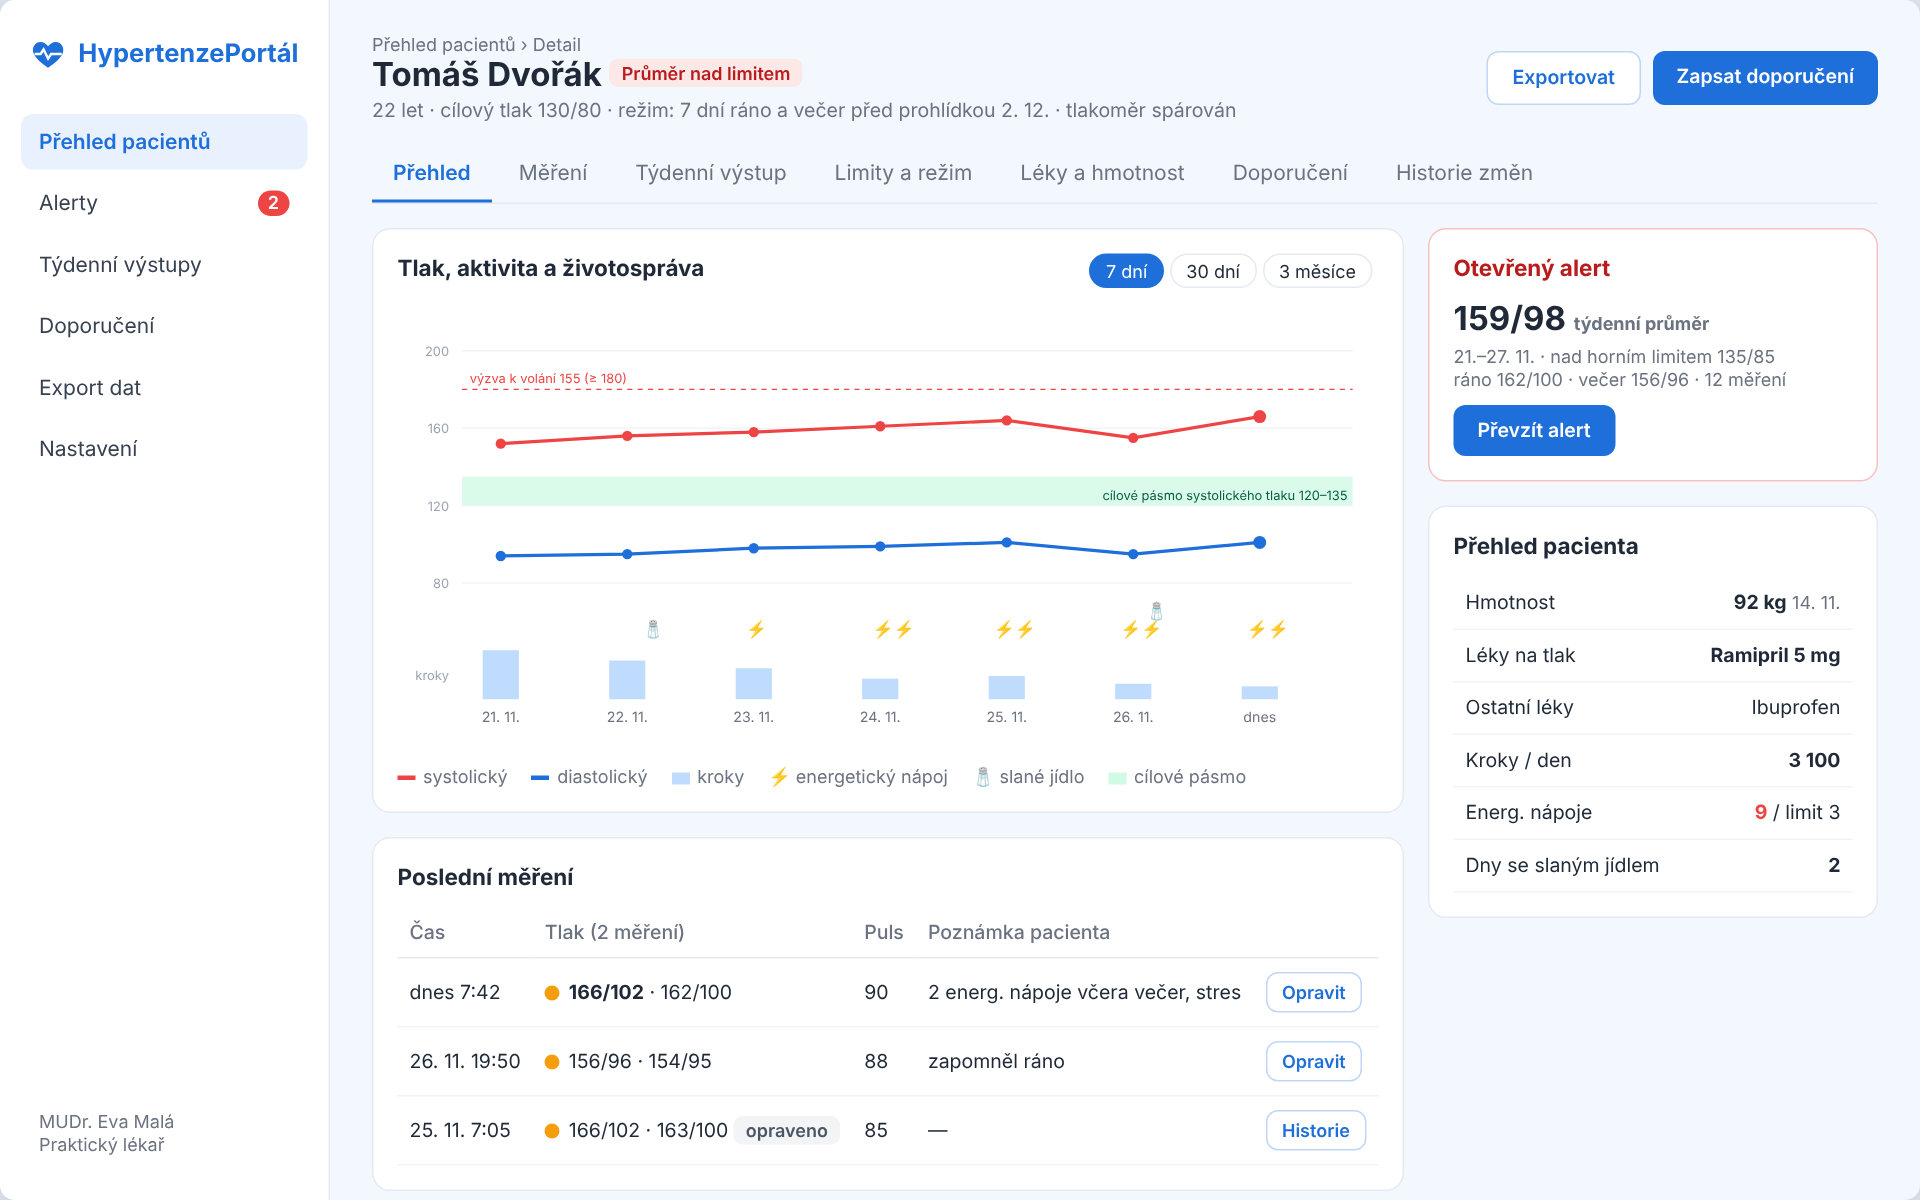 HypertenzePortál
Přehled pacientů
Alerty 2
Týdenní výstupy
Doporučení
Export dat
Nastavení
MUDr. Eva Malá
Praktický lékař
Přehled pacientů › Detail
Tomáš Dvořák Průměr nad limitem
22 let · cílový tlak 130/80 · režim: 7 dní ráno a večer před prohlídkou 2. 12. · tlakoměr spárován
Exportovat Zapsat doporučení
Přehled Měření Týdenní výstup Limity a režim Léky a hmotnost Doporučení Historie změn
Tlak, aktivita a životospráva 7 dní 30 dní 3 měsíce
200
výzva k volání 155 (≥ 180)
160
cílové pásmo systolického tlaku 120–135
120
80
kroky
21. 11. 22. 11. 23. 11. 24. 11. 25. 11. 26. 11. dnes
systolický diastolický kroky energetický nápoj slané jídlo cílové pásmo
Poslední měření
Čas Tlak (2 měření) Puls Poznámka pacienta
dnes 7:42 166/102 · 162/100 90 2 energ. nápoje včera večer, stres Opravit
26. 11. 19:50 156/96 · 154/95 88 zapomněl ráno Opravit
25. 11. 7:05 166/102 · 163/100 opraveno 85 — Historie
Otevřený alert
159/98 týdenní průměr
21.–27. 11. · nad horním limitem 135/85
ráno 162/100 · večer 156/96 · 12 měření
Převzít alert
Přehled pacienta
Hmotnost 92 kg 14. 11.
Léky na tlak Ramipril 5 mg
Ostatní léky Ibuprofen
Kroky / den 3 100
Energ. nápoje 9 / limit 3
Dny se slaným jídlem 2